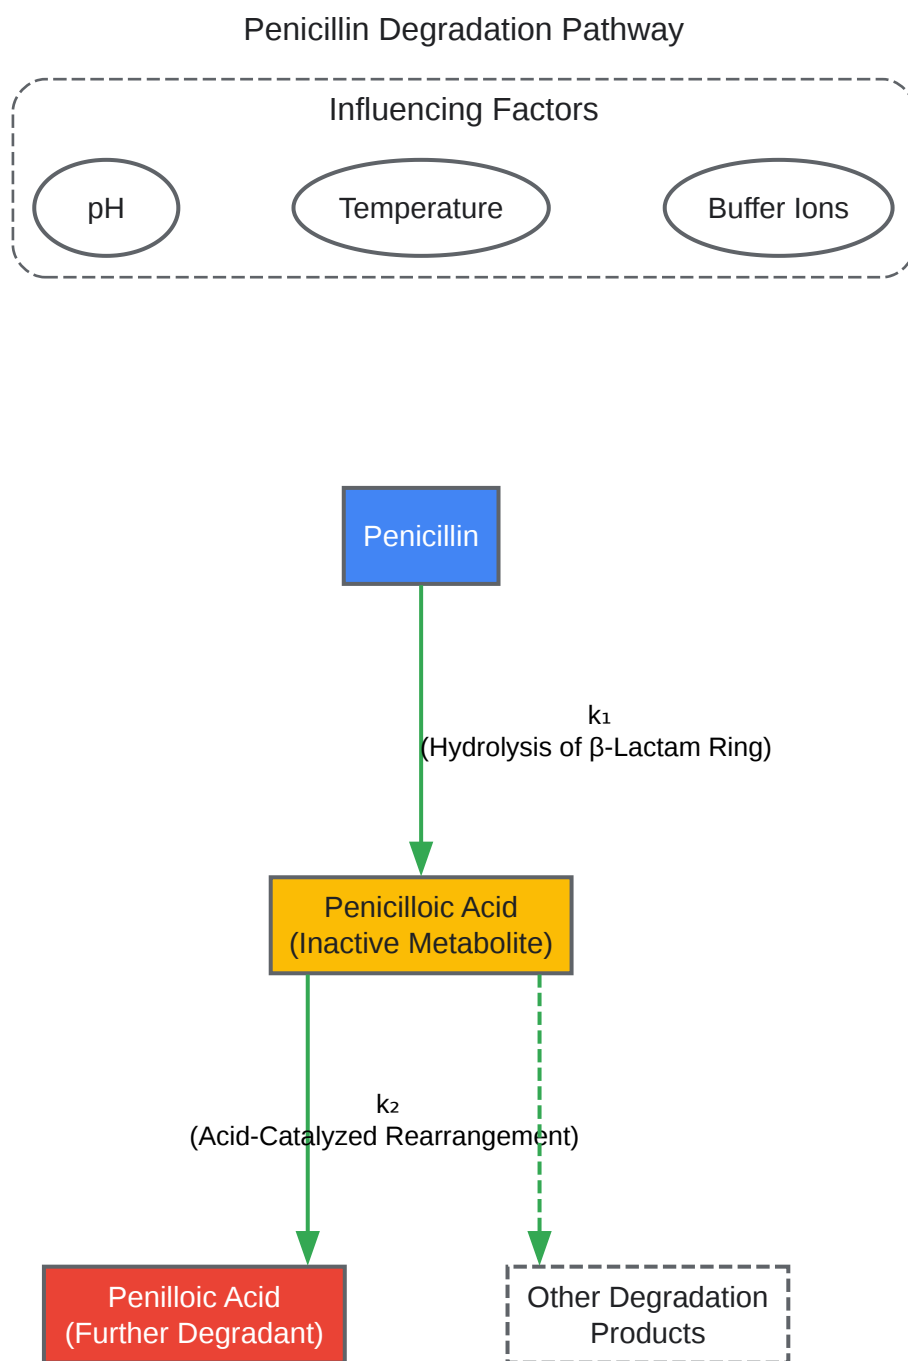 Penicillin Degradation Pathway
Influencing Factors
pH
Temperature
Buffer Ions
Penicillin
k₁
(Hydrolysis of β-Lactam Ring)
Penicilloic Acid
(Inactive Metabolite)
k₂
(Acid-Catalyzed Rearrangement)
Penilloic Acid
(Further Degradant)
Other Degradation
Products